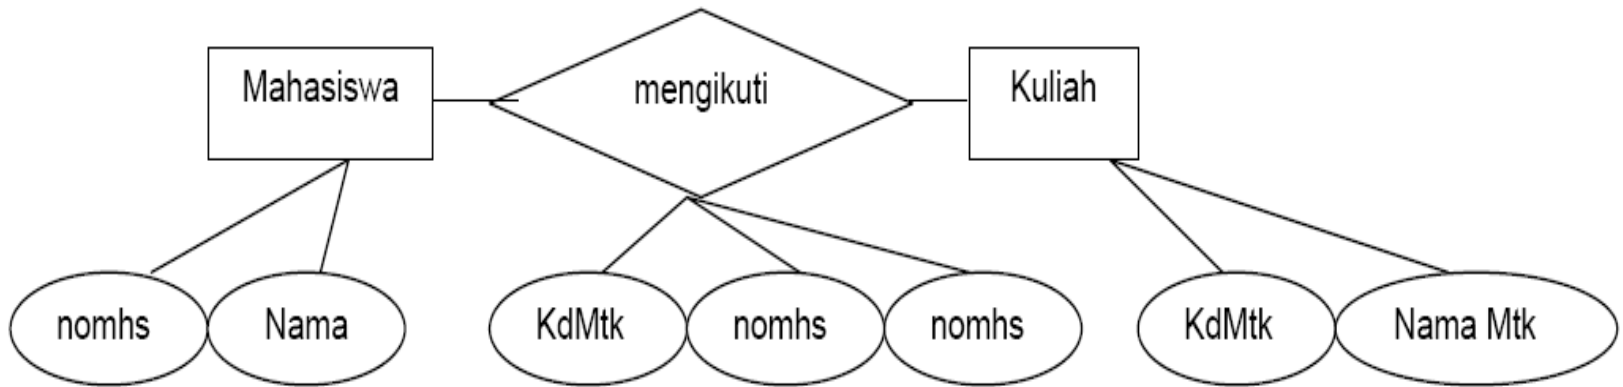 Mahasiswa
mengikuti
Kuliah
nomhs
Nama
KdMtk
nomhs
nomhs
KdMtk
Nama Mtk